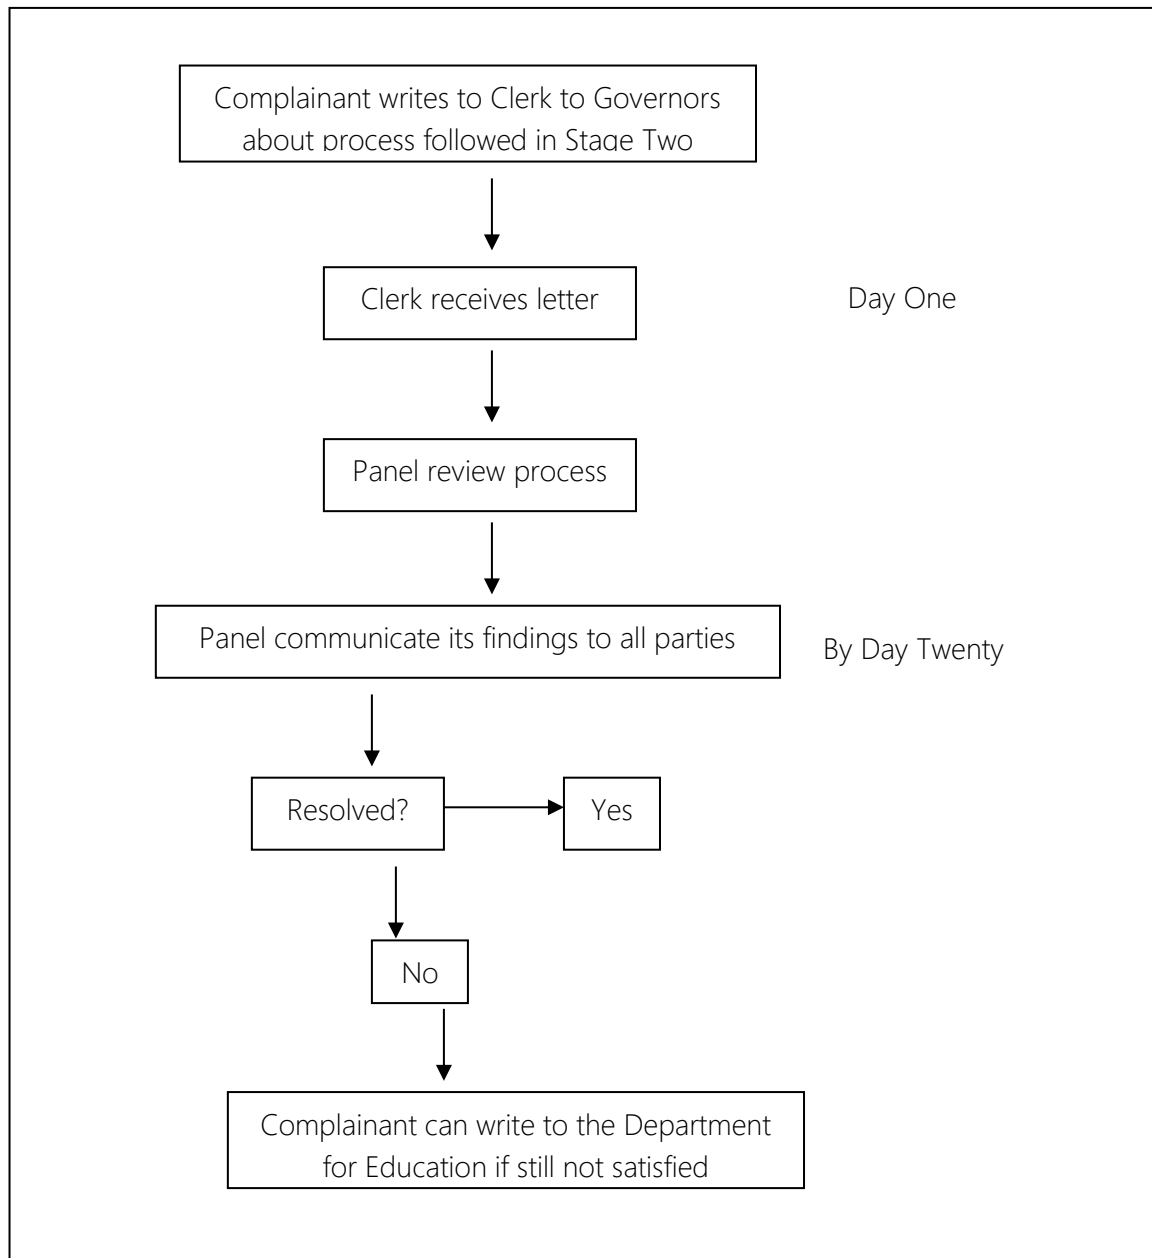 Complainant writes to Clerk to Governors
about process followed in Stage Two
Clerk receives letter
Day One
Panel review process
Panel communicate its findings to all parties
By Day Twenty
Resolved?
Yes
No
Complainant can write to the Department
for Education if still not satisfied